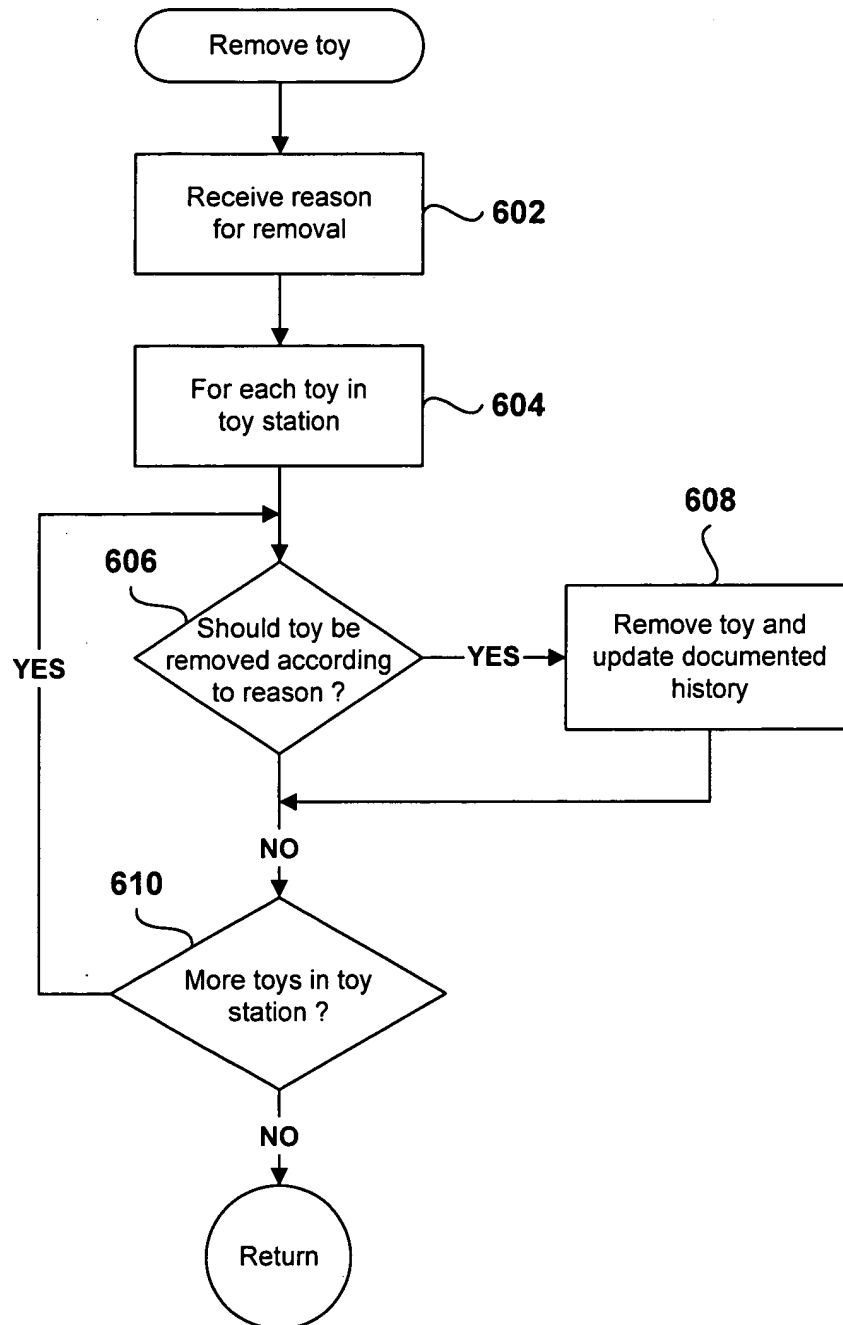 Remove toy
Receive reason
for removal
602
For each toy in
toy station
604
608
606
Should toy be
removed according
to reason ?
YES
Remove toy and
update documented
history
YES
NO
610
More toys in toy
station ?
NO
Return